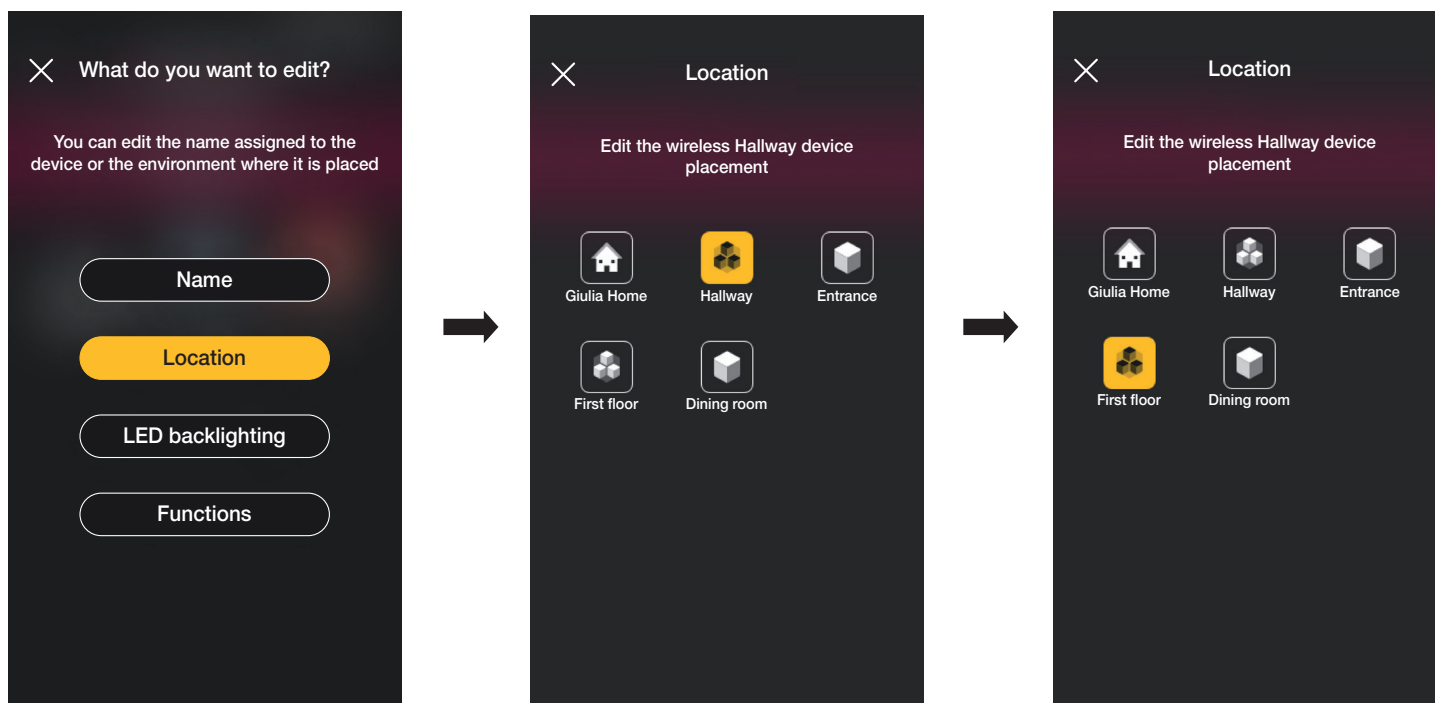 What do you want to edit?
You can edit the name assigned to the
device or the environment where it is placed
Name
Location
LED backlighting
Functions
Location
Edit the wireless Hallway device
placement
Giulia Home
Hallway
Entrance
First floor
Dining room
Location
Edit the wireless Hallway device
placement
Giulia Home
Hallway
Entrance
First floor
Dining room